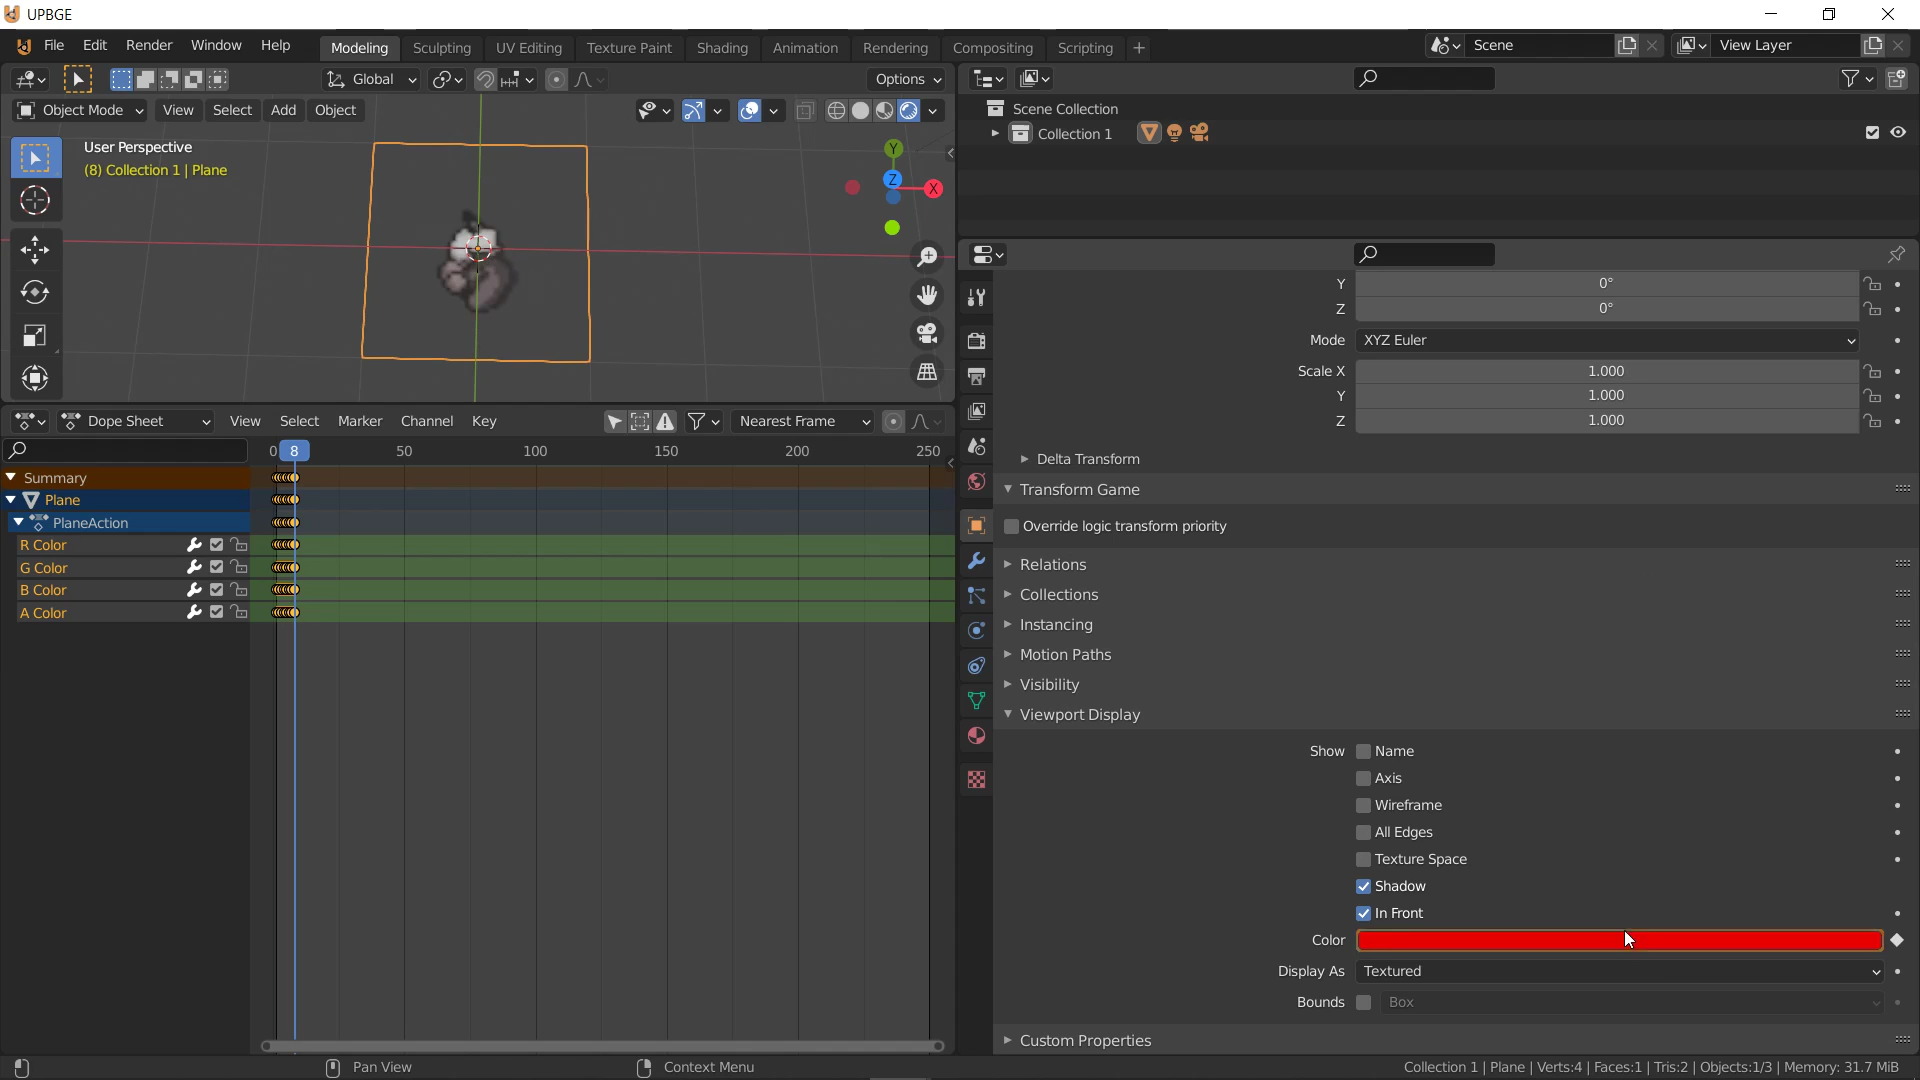 UPBGE
File Edit Render Window Help Modeling Sculpting UV Editing Texture Paint Shading Animation Rendering Compositing Scripting + Scene View Layer
Global Options
Object Mode View Select Add Object
User Perspective
(8) Collection 1 | Plane
Y
Z
X
Scene Collection
Collection 1
Y 0°
Z 0°
Mode XYZ Euler
Scale X 1.000
Y 1.000
Z 1.000
Delta Transform
Transform Game
Override logic transform priority
Relations
Collections
Instancing
Motion Paths
Visibility
Viewport Display
Show Name
Axis
Wireframe
All Edges
Texture Space
Shadow
In Front
Color
Display As Textured
Bounds Box
Custom Properties
Dope Sheet View Select Marker Channel Key Nearest Frame
0 8 50 100 150 200 250
Summary
Plane
PlaneAction
R Color
G Color
B Color
A Color
Pan View Context Menu Collection 1 | Plane | Verts:4 | Faces:1 | Tris:2 | Objects:1/3 | Memory: 31.7 MiB